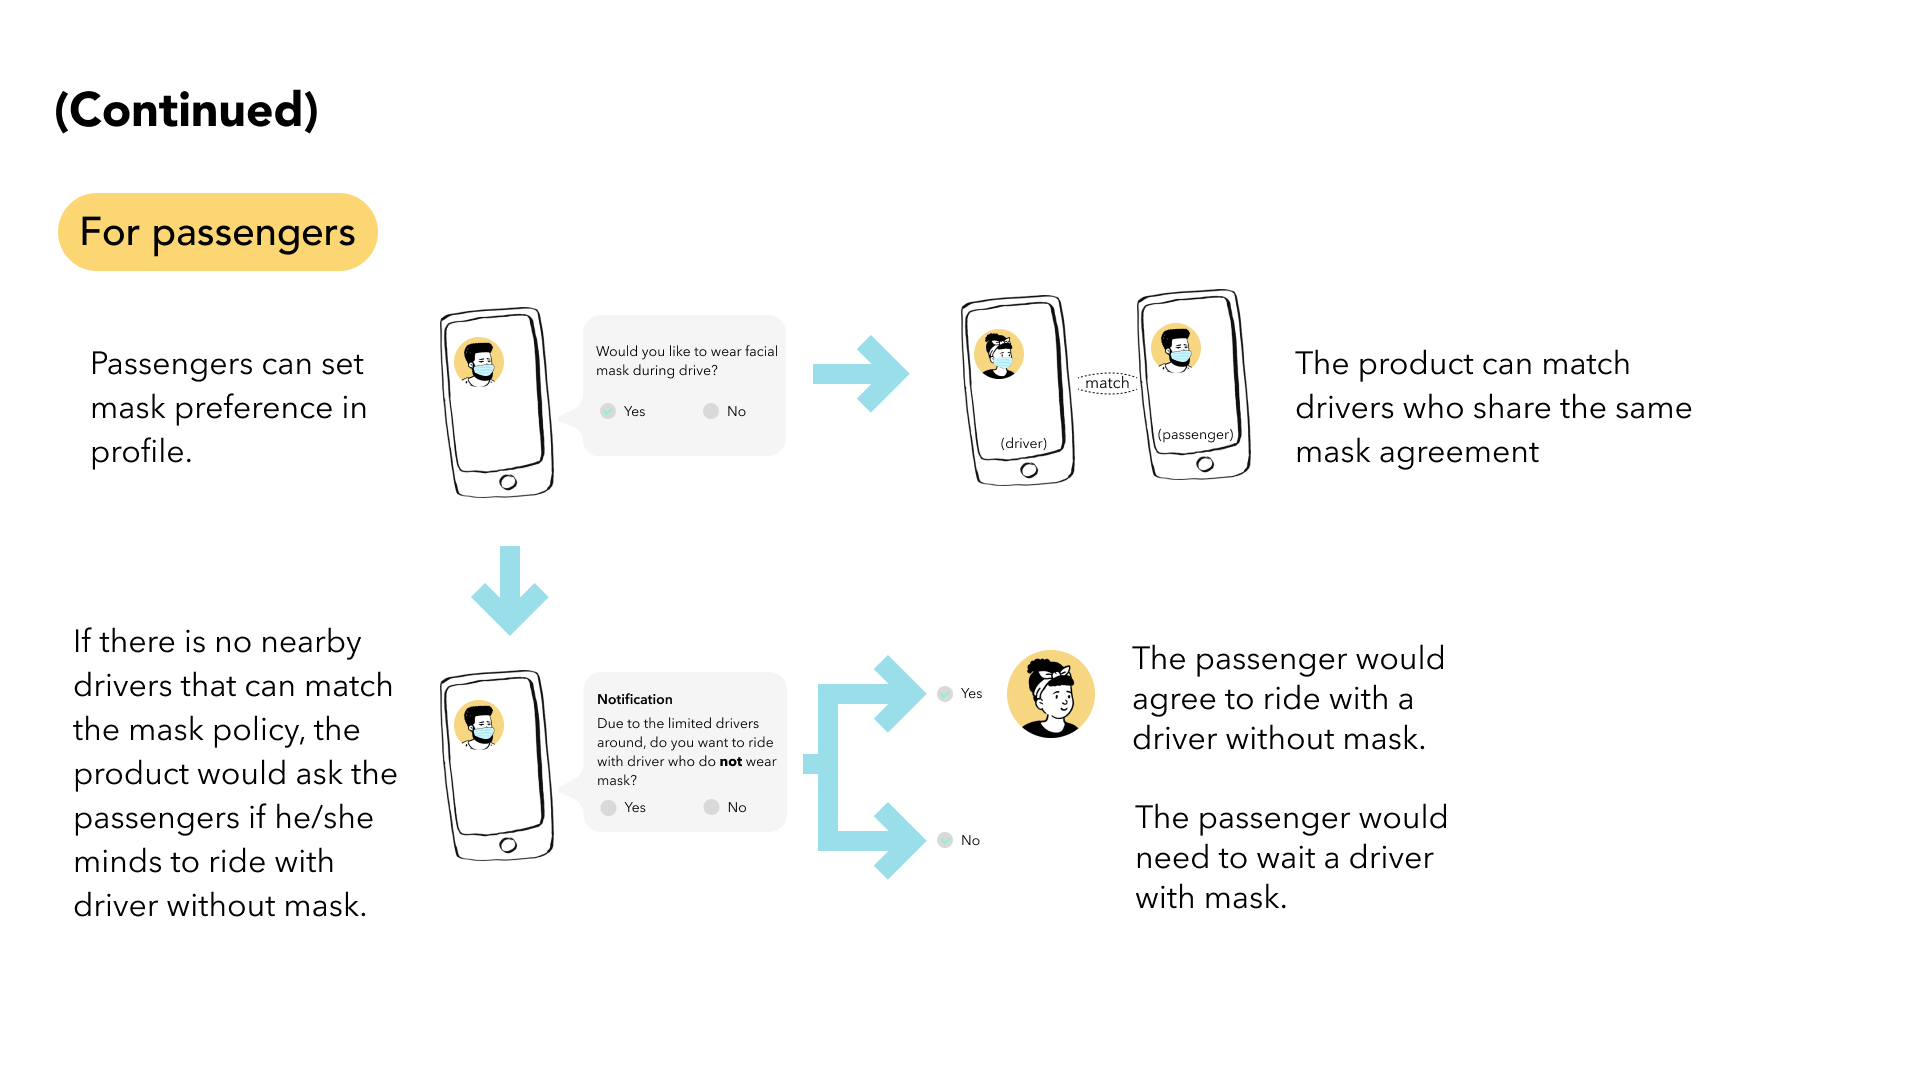 (Continued)
For passengers
Passengers can set
mask preference in
profile.
Would you like to wear facial
mask during drive?
Yes
No
(driver)
match
(passenger)
The product can match
drivers who share the same
mask agreement
If there is no nearby
drivers that can match
the mask policy, the
product would ask the
passengers if he/she
minds to ride with
driver without mask.
Notification
Due to the limited drivers
around, do you want to ride
with driver who do not wear
mask?
Yes
No
Yes
The passenger would
agree to ride with a
driver without mask.
No
The passenger would
need to wait a driver
with mask.